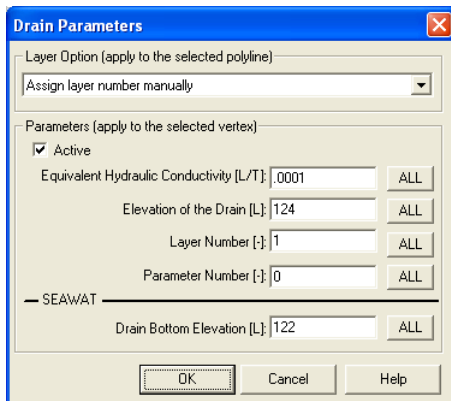 Drain Parameters
Layer Option (apply to the selected polyline)
Assign layer number manually
Parameters (apply to the selected vertex)
Active
Equivalent Hydraulic Conductivity [L/T]: .0001 ALL
Elevation of the Drain [L]: 124 ALL
Layer Number [-]: 1 ALL
Parameter Number [-]: 0 ALL
SEAWAT
Drain Bottom Elevation [L]: 122 ALL
OK Cancel Help